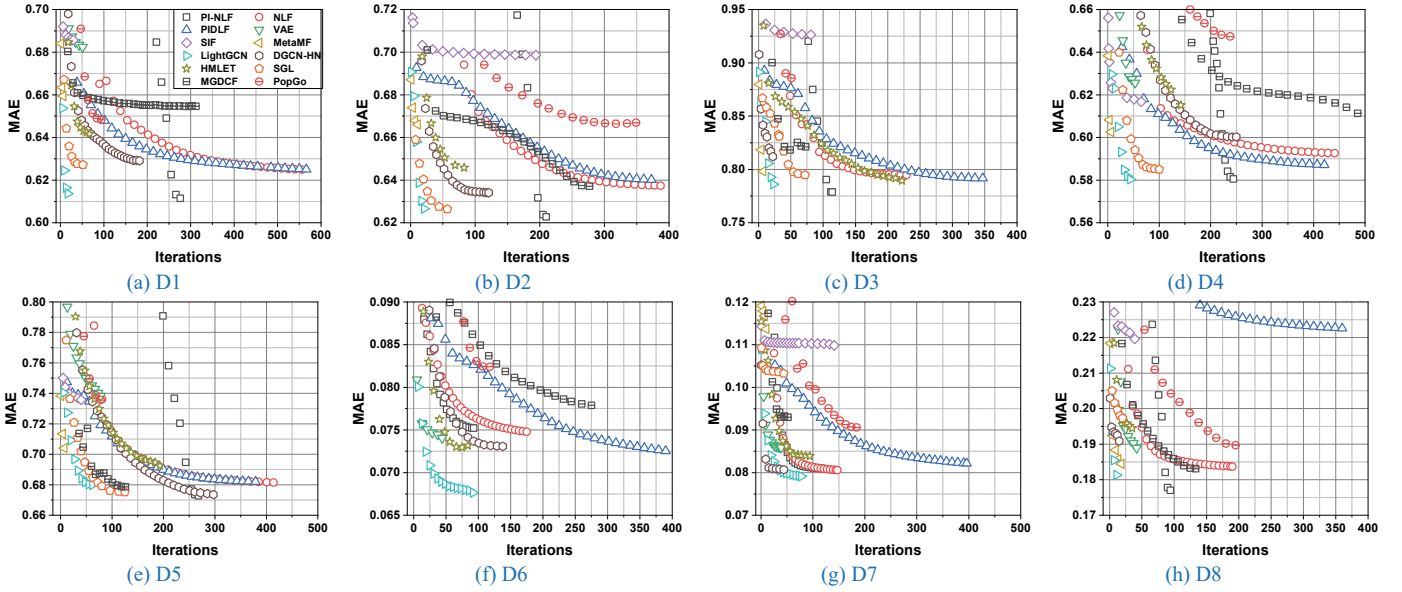 0.70
0.68
0.66
0.64
0.62
0.60
MAE
0 100 200 300 400 500 600
Iterations
PI-NLF NLF
PIDLF VAE
SIF MetaMF
LightGCN DGCN-HN
HMLET SGL
MGDCF PopGo
(a) D1
0.72
0.70
0.68
0.66
0.64
0.62
MAE
0 100 200 300 400
Iterations
(b) D2
0.95
0.90
0.85
0.80
0.75
MAE
0 50 100 150 200 250 300 350 400
Iterations
(c) D3
0.66
0.64
0.62
0.60
0.58
0.56
MAE
0 100 200 300 400 500
Iterations
(d) D4
0.80
0.78
0.76
0.74
0.72
0.70
0.68
0.66
MAE
0 100 200 300 400 500
Iterations
(e) D5
0.090
0.085
0.080
0.075
0.070
0.065
MAE
0 50 100 150 200 250 300 350 400
Iterations
(f) D6
0.12
0.11
0.10
0.09
0.08
0.07
MAE
0 100 200 300 400 500
Iterations
(g) D7
0.23
0.22
0.21
0.20
0.19
0.18
0.17
MAE
0 50 100 150 200 250 300 350 400
Iterations
(h) D8